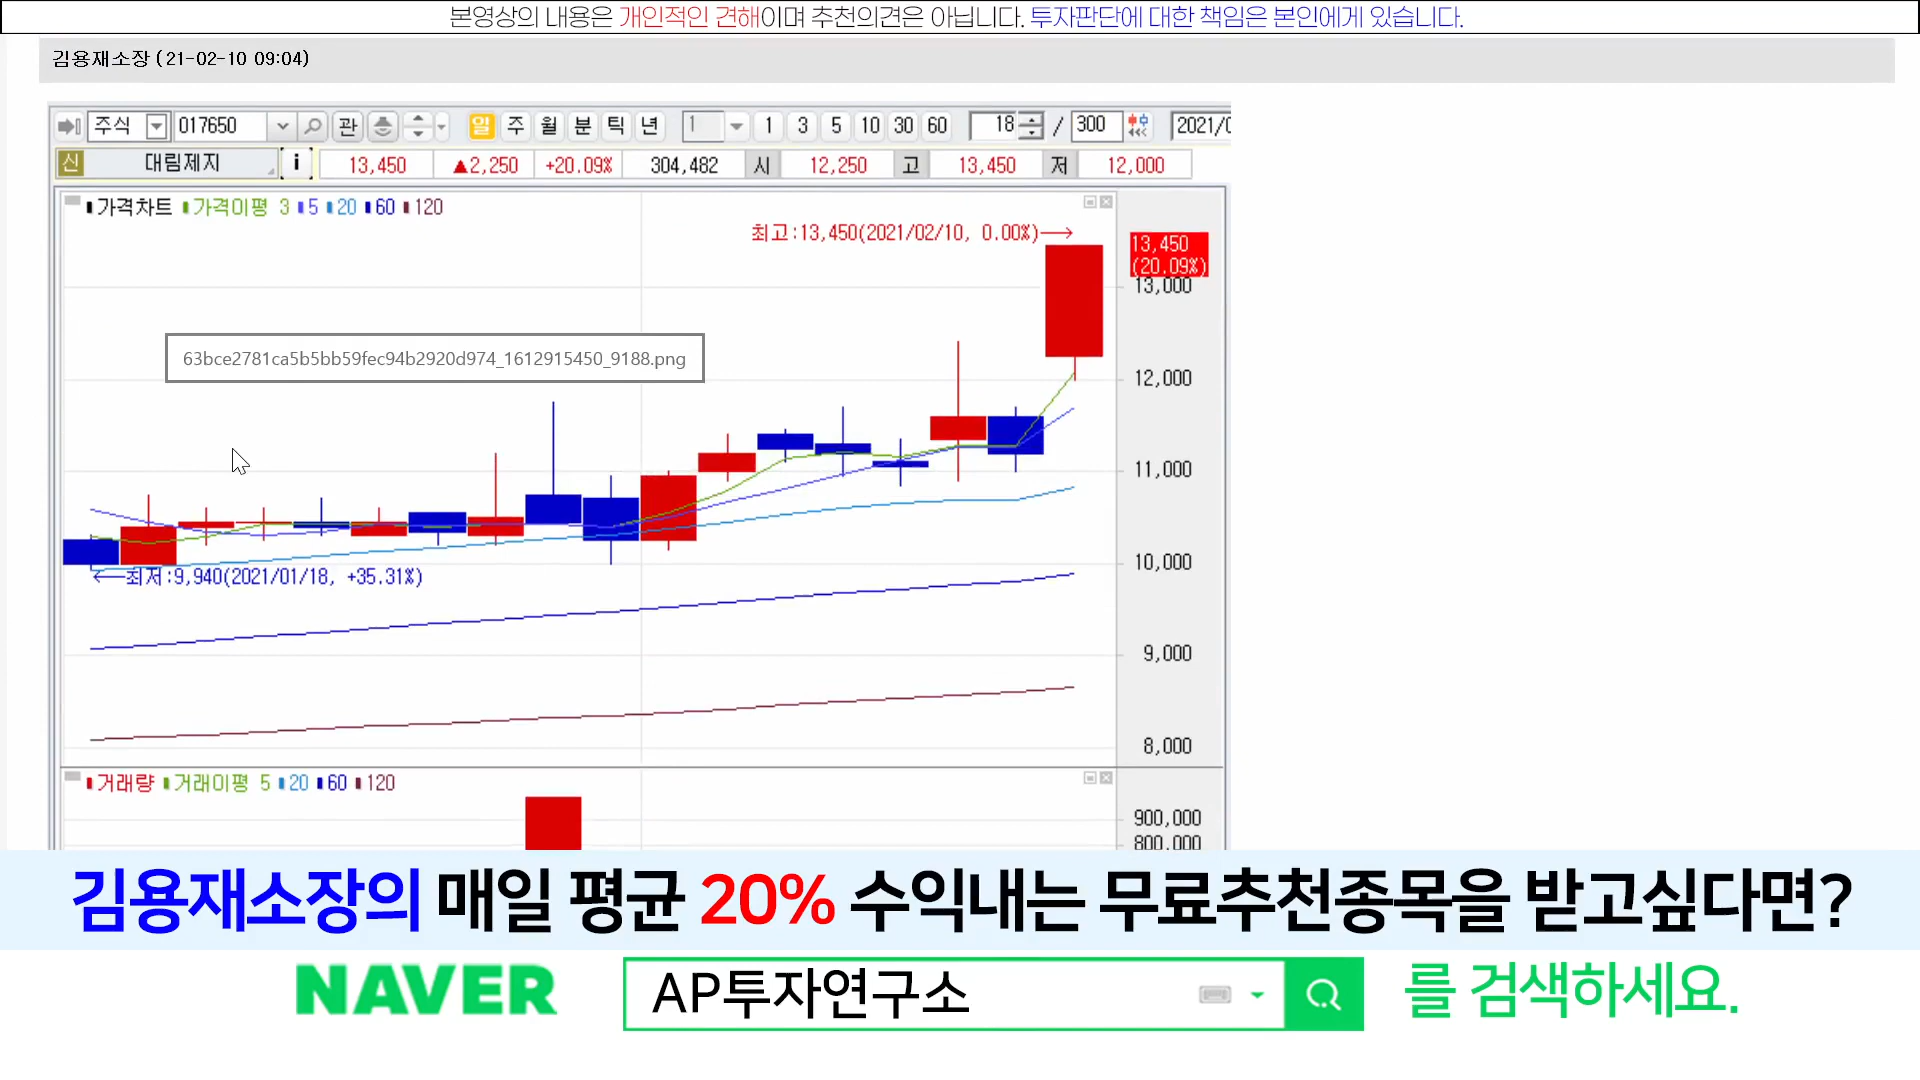 본영상의 내용은 개인적인 견해이며 추천의견은 아닙니다. 투자판단에 대한 책임은 본인에게 있습니다.
김용재소장 (21-02-10 09:04)
주식 017650 관 일 주 월 분 틱 년 1 1 3 5 10 30 60 18 / 300 2021/0
신 대림제지 i 13,450 ▲2,250 +20.09% 304,482 시 12,250 고 13,450 저 12,000
가격차트 가격이평 3 5 20 60 120
최고:13,450(2021/02/10, 0.00%)→
13,450
(20.09%)
13,000
63bce2781ca5b5bb59fec94b2920d974_1612915450_9188.png
12,000
11,000
10,000
←최저:9,940(2021/01/18, +35.31%)
9,000
8,000
거래량 거래이평 5 20 60 120
900,000
800,000
김용재소장의 매일 평균 20% 수익내는 무료추천종목을 받고싶다면?
NAVER AP투자연구소 를 검색하세요.